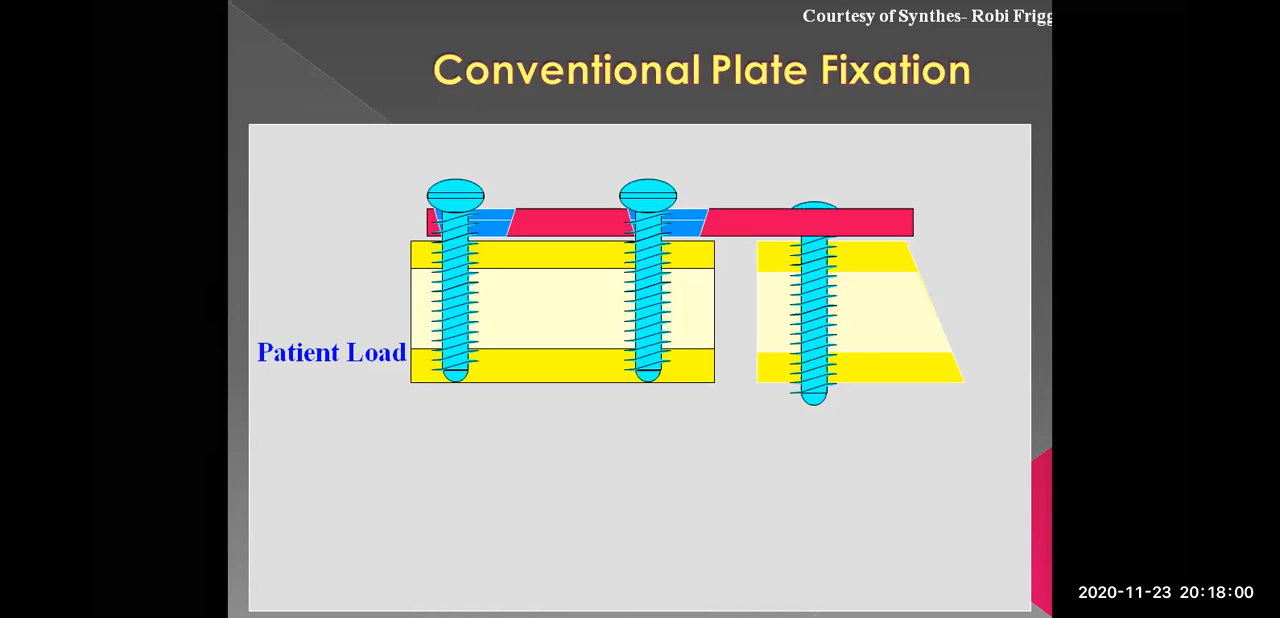 Courtesy of Synthes- Robi Frigg
Conventional Plate Fixation
Patient Load
2020-11-23 20:18:00